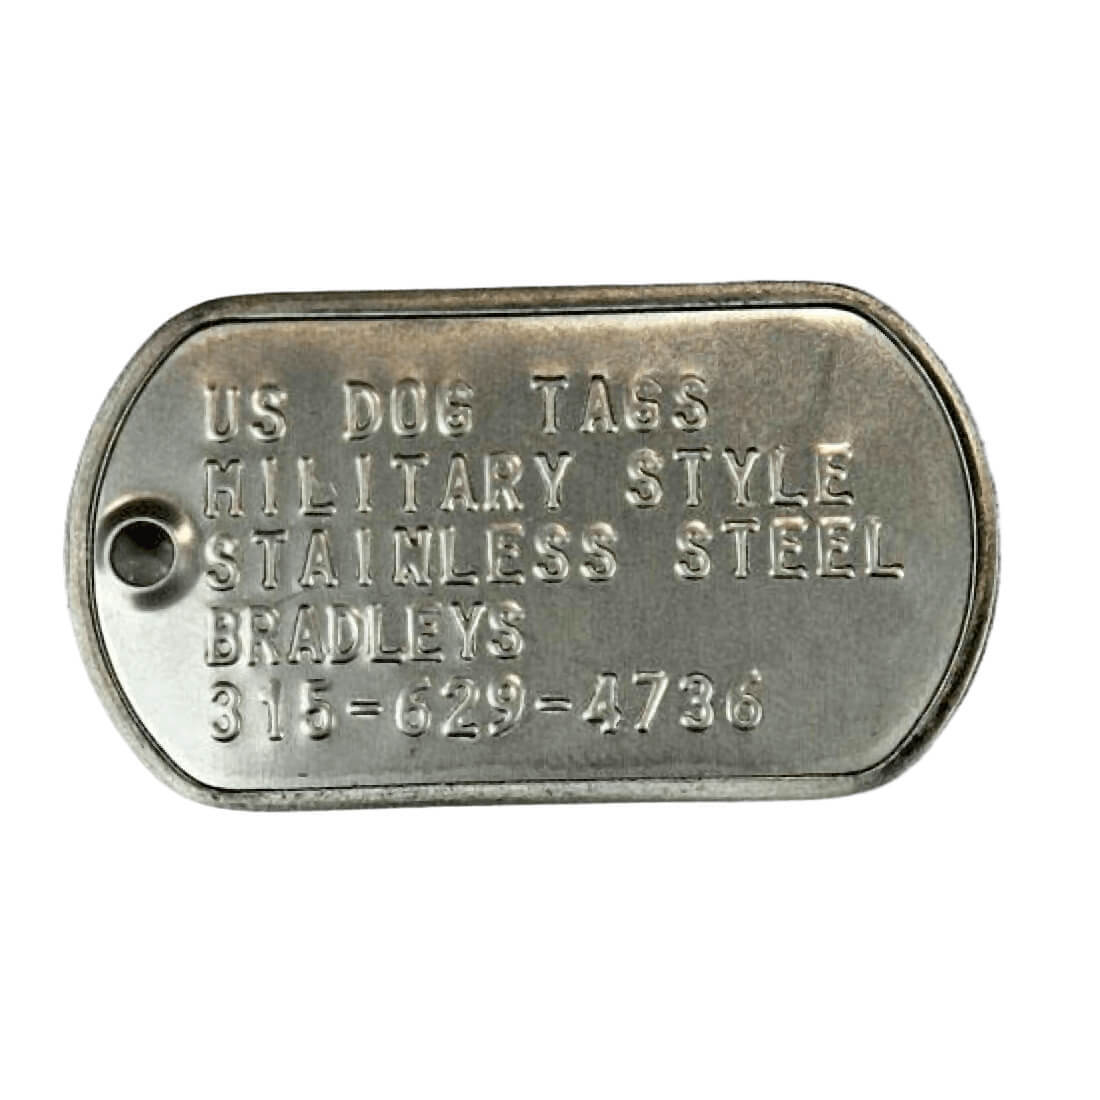 US DOG TAGS
MILITARY STYLE
STAINLESS STEEL
BRADLEYS
315-629-4736